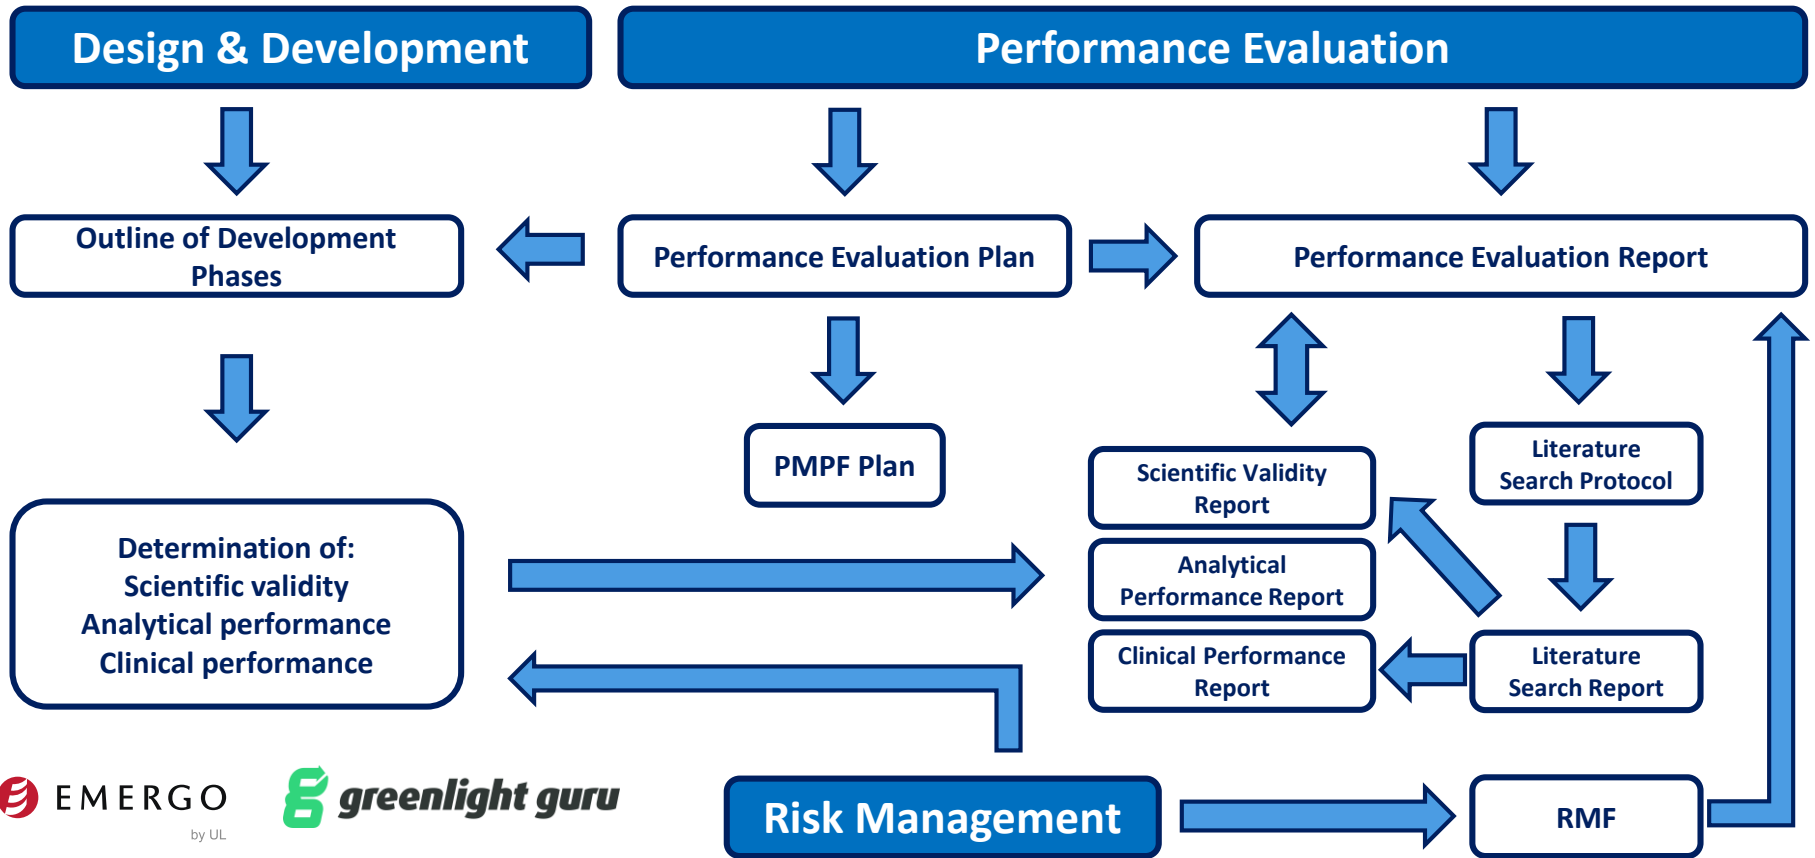 Design & Development
Performance Evaluation
Outline of Development
Phases
Performance Evaluation Plan
Performance Evaluation Report
PMPF Plan
Scientific Validity
Report
Literature
Search Protocol
Determination of:
Scientific validity
Analytical performance
Clinical performance
Analytical
Performance Report
Clinical Performance
Report
Literature
Search Report
EMERGO
by UL
greenlight guru
Risk Management
RMF